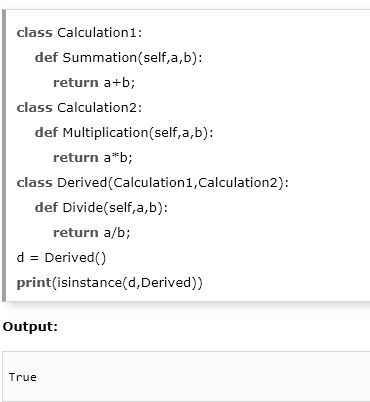 class Calculation1:
def Summation(self,a,b):
return a+b;
class Calculation2:
def Multiplication(self,a,b):
return a*b;
class Derived(Calculation1,Calculation2):
def Divide(self,a,b):
return a/b;
d = Derived()
print(isinstance(d,Derived))
Output:
True